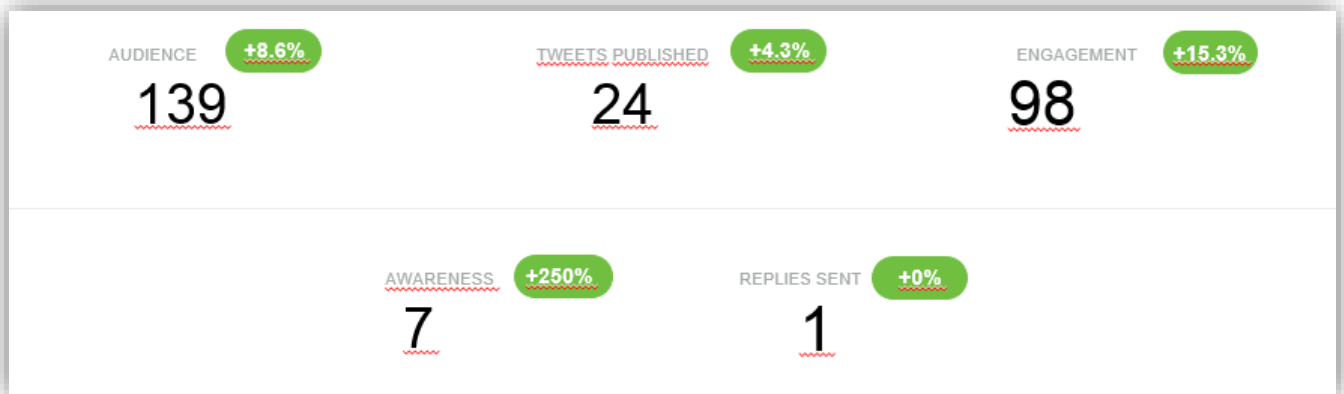 AUDIENCE +8.6% TWEETS PUBLISHED +4.3% ENGAGEMENT +15.3%
139 24 98
AWARENESS +250% REPLIES SENT +0%
7 1